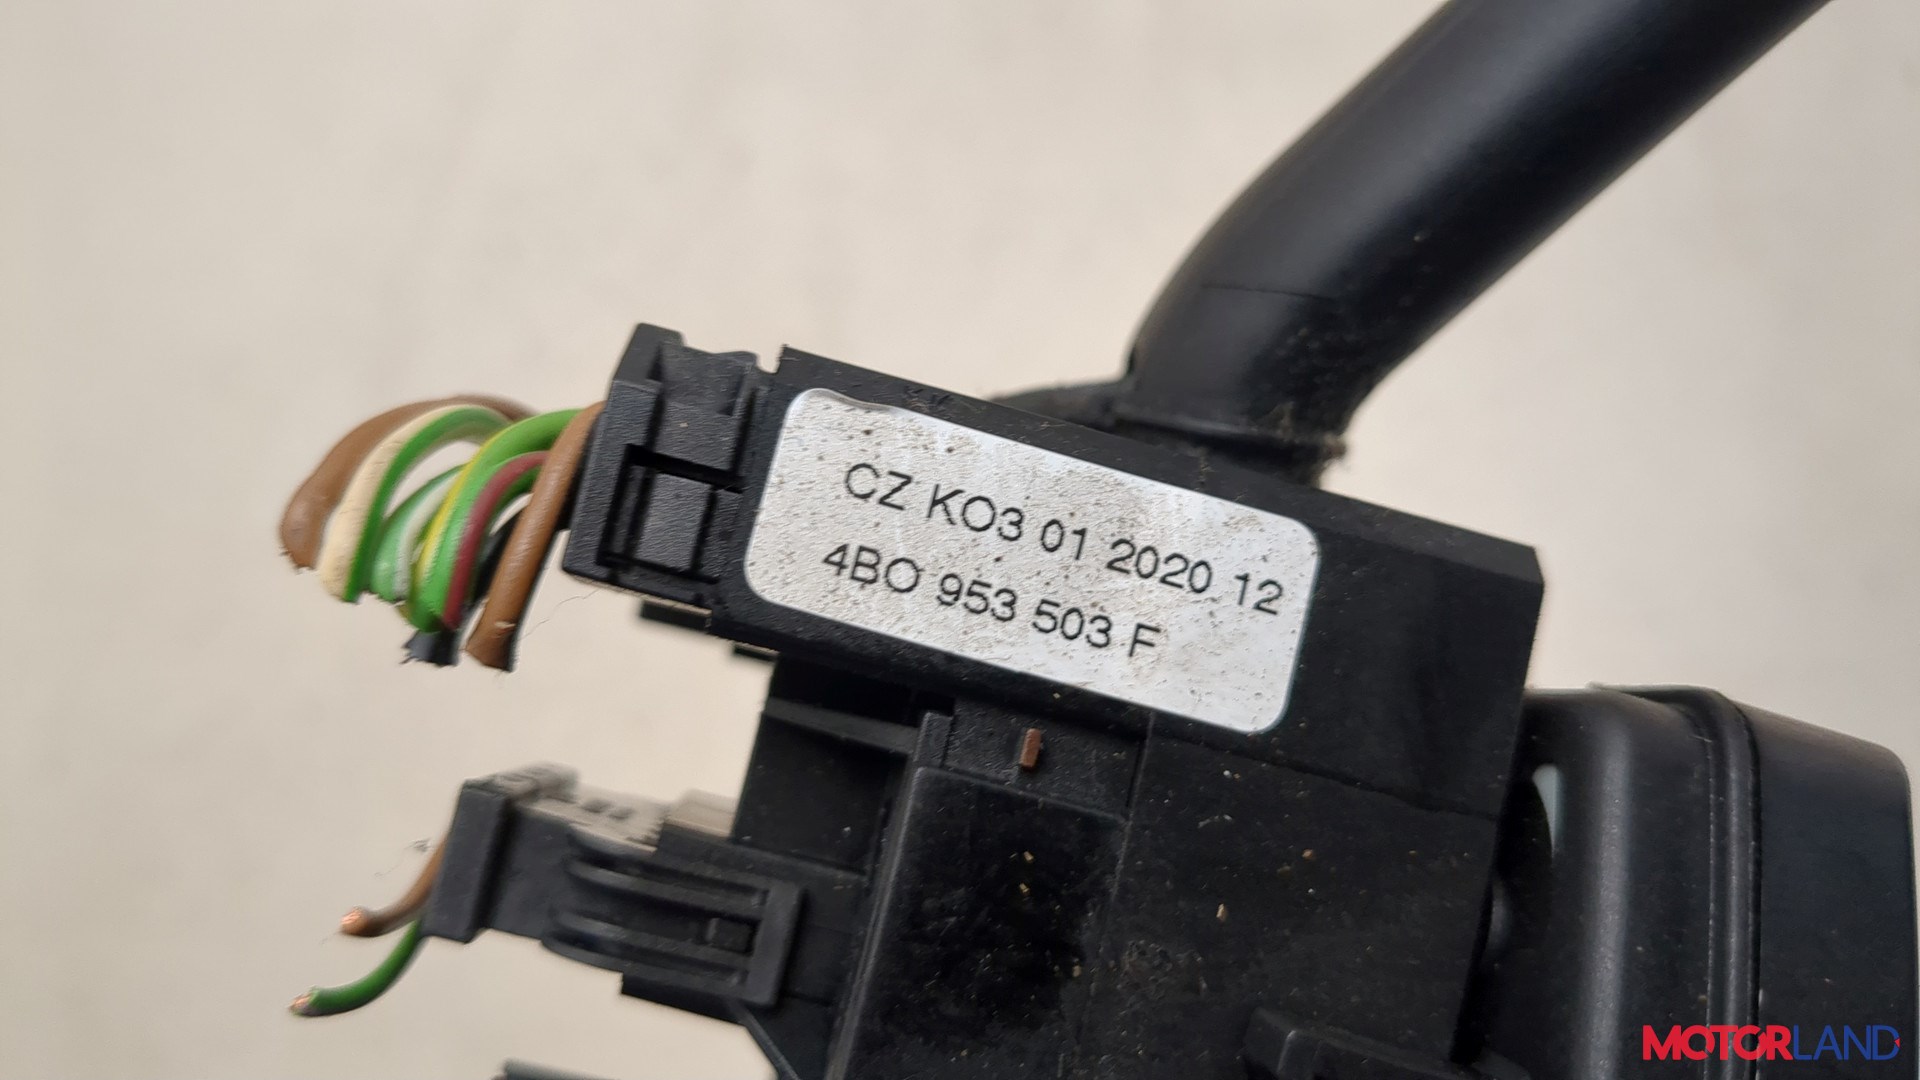 CZ KO3 01 2020 12
4BO 953 503 F
MOTORLAND